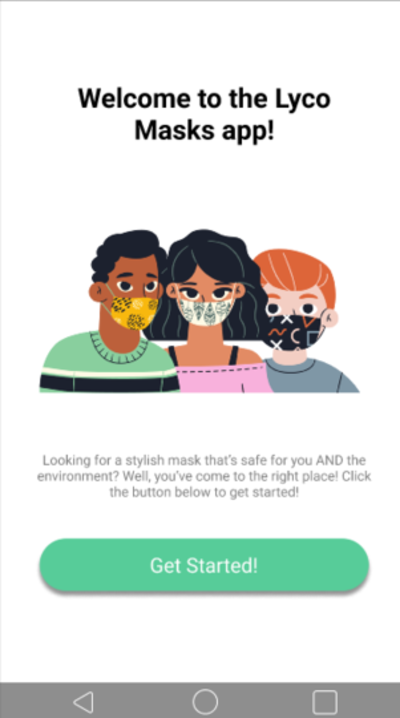 Welcome to the Lyco
Masks app!
Looking for a stylish mask that's safe for you AND the
environment? Well, you've come to the right place! Click
the button below to get started!
Get Started!